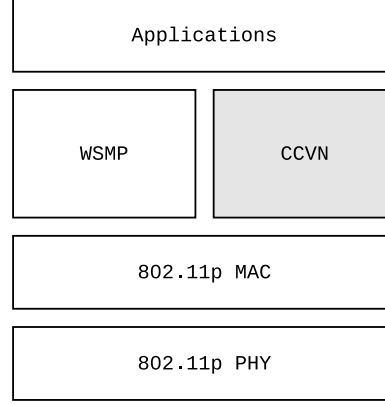 Applications
WSMP
CCVN
802.11p MAC
802.11p PHY